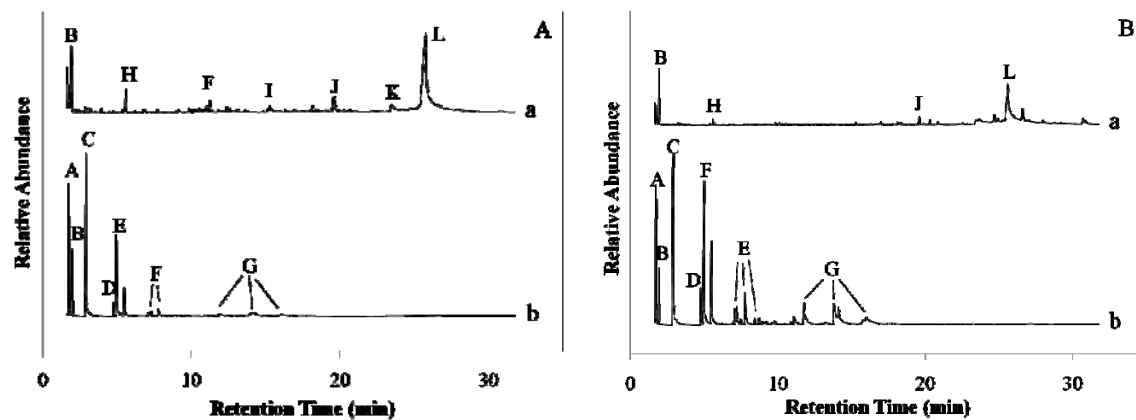 A
B
H
F
I
J
K
L
a
A
B
C
D
E
F
G
b
Relative Abundance
0
10
20
30
Retention Time (min)
B
B
H
J
L
a
A
B
C
D
F
E
G
b
Relative Abundance
0
10
20
30
Retention Time (min)